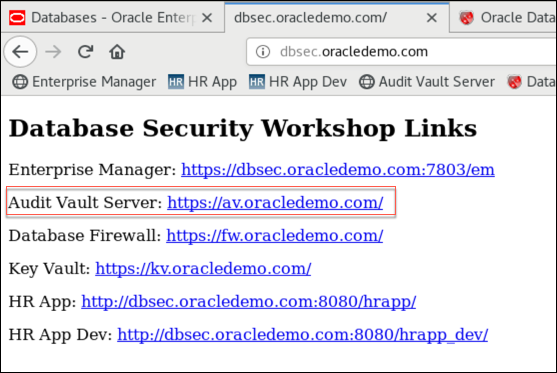 Databases - Oracle Enter
dbsec.oracledemo.com/
Oracle Data
dbsec.oracledemo.com
Enterprise Manager
HR HR App
HR HR App Dev
Audit Vault Server
Data
Database Security Workshop Links
Enterprise Manager: https://dbsec.oracledemo.com:7803/em
Audit Vault Server: https://av.oracledemo.com/
Database Firewall: https://fw.oracledemo.com/
Key Vault: https://kv.oracledemo.com/
HR App: http://dbsec.oracledemo.com:8080/hrapp/
HR App Dev: http://dbsec.oracledemo.com:8080/hrapp_dev/